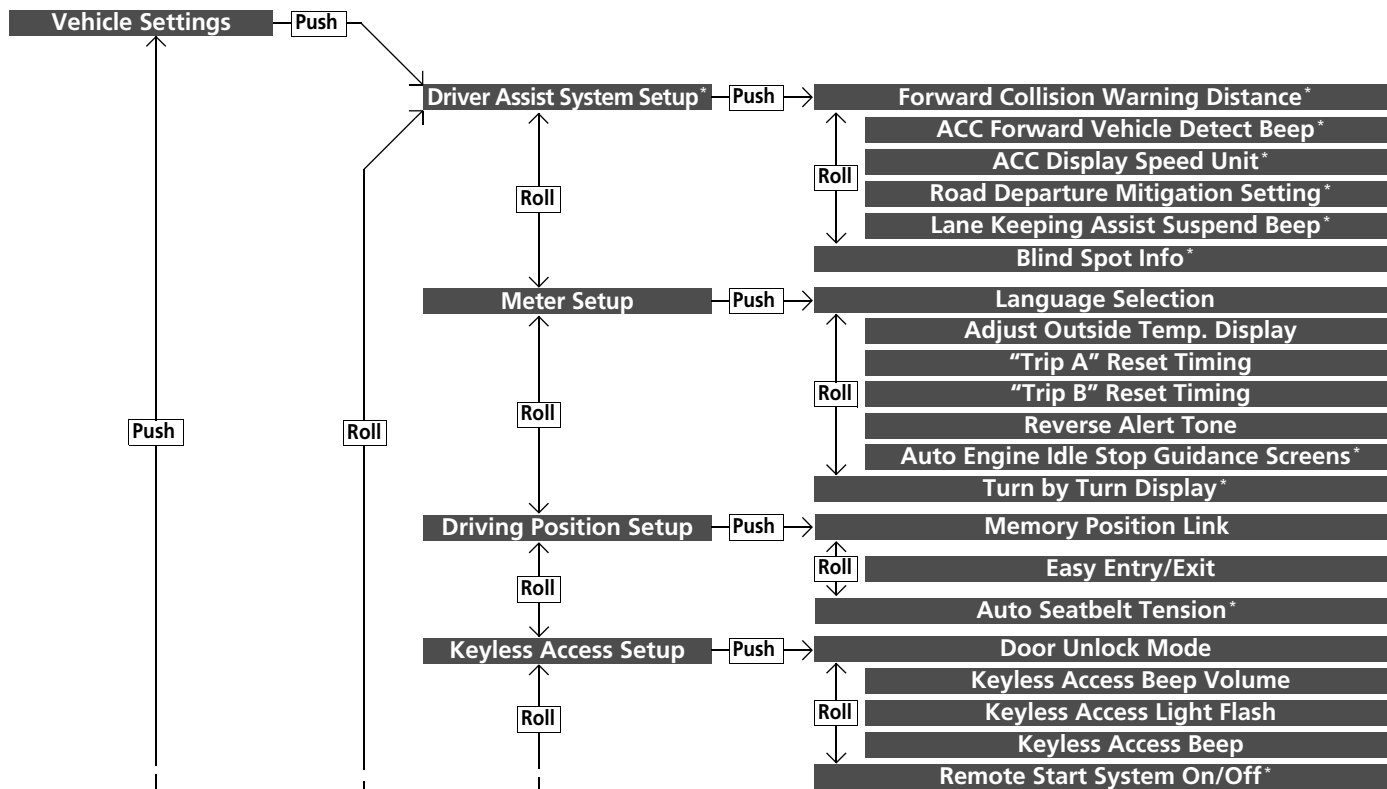 Vehicle Settings Push
Driver Assist System Setup* Push Forward Collision Warning Distance*
ACC Forward Vehicle Detect Beep*
ACC Display Speed Unit*
Roll
Road Departure Mitigation Setting*
Roll
Lane Keeping Assist Suspend Beep*
Blind Spot Info*
Meter Setup Push Language Selection
Adjust Outside Temp. Display
“Trip A” Reset Timing
“Trip B” Reset Timing
Roll
Roll
Reverse Alert Tone
Push Roll
Auto Engine Idle Stop Guidance Screens*
Turn by Turn Display*
Driving Position Setup Push Memory Position Link
Roll Easy Entry/Exit
Roll
Auto Seatbelt Tension*
Keyless Access Setup Push Door Unlock Mode
Keyless Access Beep Volume
Roll Keyless Access Light Flash
Roll
Keyless Access Beep
Remote Start System On/Off*